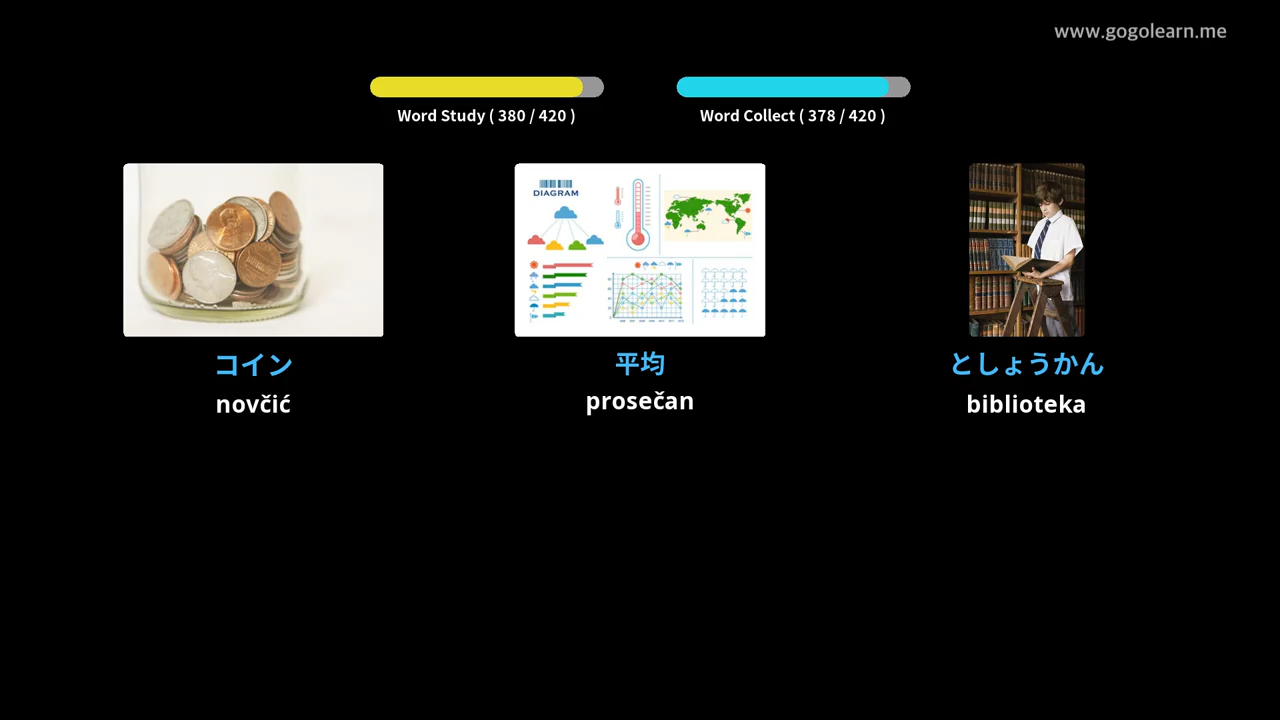 www.gogolearn.me
Word Study ( 380 / 420 )
Word Collect ( 378 / 420 )
DIAGRAM
コイン
平均
としょうかん
novčić
prosečan
biblioteka